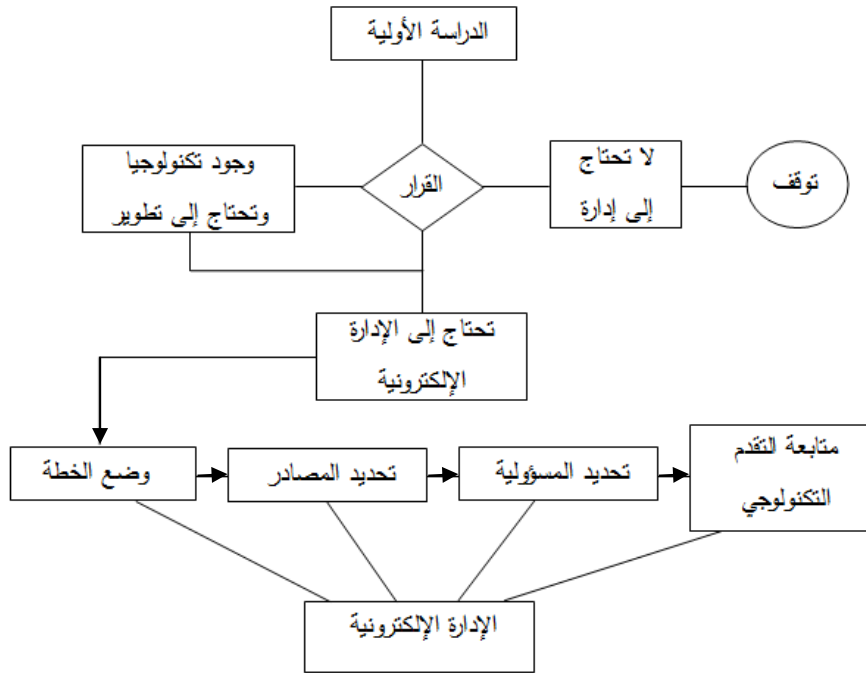 الدراسة الأولية
لا تحتاج
إلى إدارة
توقف
القرار
وجود تكنولوجيا
وتحتاج إلى تطوير
تحتاج إلى الإدارة
الإلكترونية
وضع الخطة
تحديد المصادر
تحديد المسؤولية
متابعة التقدم
التكنولوجي
الإدارة الإلكترونية